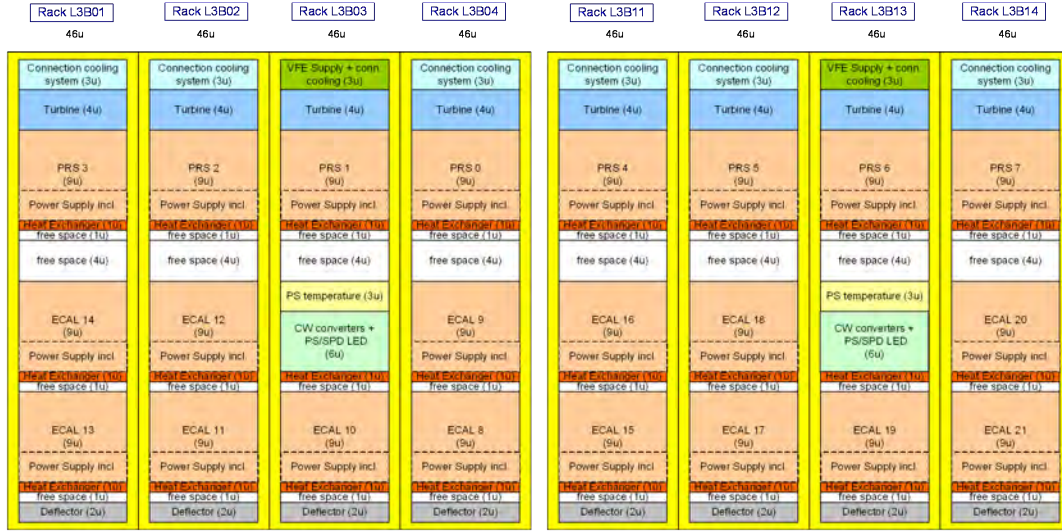 Rack L3B01 Rack L3B02 Rack L3B03 Rack L3B04 Rack L3B11 Rack L3B12 Rack L3B13 Rack L3B14
46u 46u 46u 46u 46u 46u 46u 46u
Connection cooling Connection cooling VFE Supply + conn. Connection cooling Connection cooling Connection cooling VFE Supply + conn. Connection cooling
system (3u) system (3u) cooling (3u) system (3u) system (3u) system (3u) cooling (3u) system (3u)
Turbine (4u) Turbine (4u) Turbine (4u) Turbine (4u) Turbine (4u) Turbine (4u) Turbine (4u) Turbine (4u)
PRS 3 PRS 2 PRS 1 PRS 0 PRS 4 PRS 5 PRS 6 PRS 7
(9u) (9u) (9u) (9u) (9u) (9u) (9u) (9u)
Power Supply incl. Power Supply incl. Power Supply incl. Power Supply incl. Power Supply incl. Power Supply incl. Power Supply incl. Power Supply incl.
Heat Exchanger (1u) Heat Exchanger (1u) Heat Exchanger (1u) Heat Exchanger (1u) Heat Exchanger (1u) Heat Exchanger (1u) Heat Exchanger (1u) Heat Exchanger (1u)
free space (1u) free space (1u) free space (1u) free space (1u) free space (1u) free space (1u) free space (1u) free space (1u)
free space (4u) free space (4u) free space (4u) free space (4u) free space (4u) free space (4u) free space (4u) free space (4u)
PS temperature (3u) PS temperature (3u)
ECAL 14 ECAL 12 CW converters + ECAL 9 ECAL 16 ECAL 18 CW converters + ECAL 20
(9u) (9u) PS/SPD LED (9u) (9u) (9u) PS/SPD LED (9u)
Power Supply incl. Power Supply incl. (6u) Power Supply incl. Power Supply incl. Power Supply incl. (6u) Power Supply incl.
Heat Exchanger (1u) Heat Exchanger (1u) Heat Exchanger (1u) Heat Exchanger (1u) Heat Exchanger (1u) Heat Exchanger (1u) Heat Exchanger (1u) Heat Exchanger (1u)
free space (1u) free space (1u) free space (1u) free space (1u) free space (1u) free space (1u) free space (1u) free space (1u)
ECAL 13 ECAL 11 ECAL 10 ECAL 8 ECAL 15 ECAL 17 ECAL 19 ECAL 21
(9u) (9u) (9u) (9u) (9u) (9u) (9u) (9u)
Power Supply incl. Power Supply incl. Power Supply incl. Power Supply incl. Power Supply incl. Power Supply incl. Power Supply incl. Power Supply incl.
Heat Exchanger (1u) Heat Exchanger (1u) Heat Exchanger (1u) Heat Exchanger (1u) Heat Exchanger (1u) Heat Exchanger (1u) Heat Exchanger (1u) Heat Exchanger (1u)
free space (1u) free space (1u) free space (1u) free space (1u) free space (1u) free space (1u) free space (1u) free space (1u)
Deflector (2u) Deflector (2u) Deflector (2u) Deflector (2u) Deflector (2u) Deflector (2u) Deflector (2u) Deflector (2u)